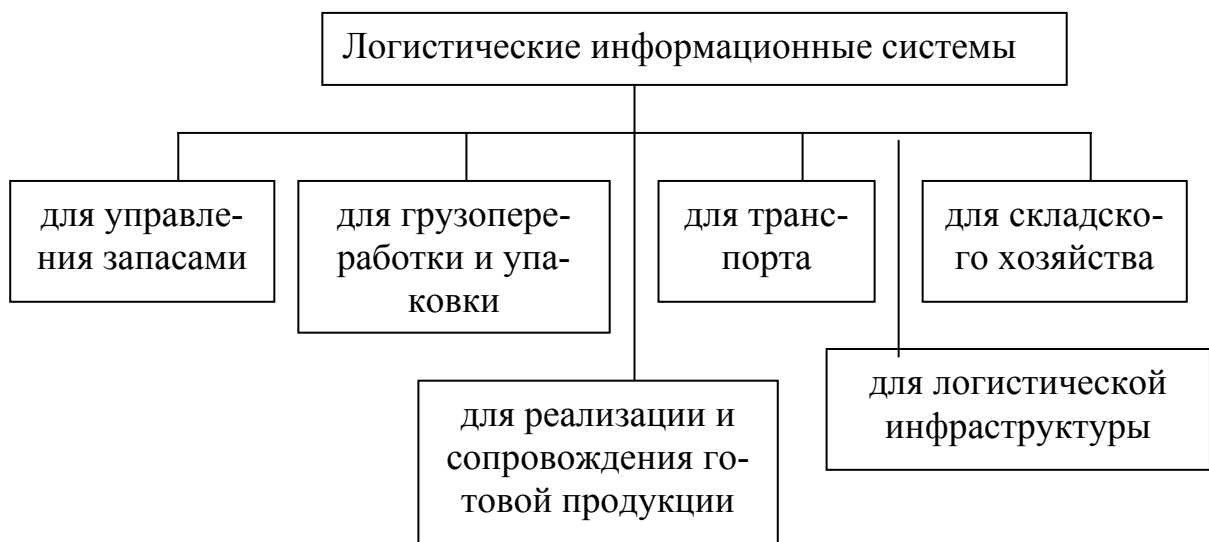 Логистические информационные системы
для управле-
ния запасами
для грузопере-
работки и упа-
ковки
для транс-
порта
для складско-
го хозяйства
для реализации и
сопровождения го-
товой продукции
для логистической
инфраструктуры